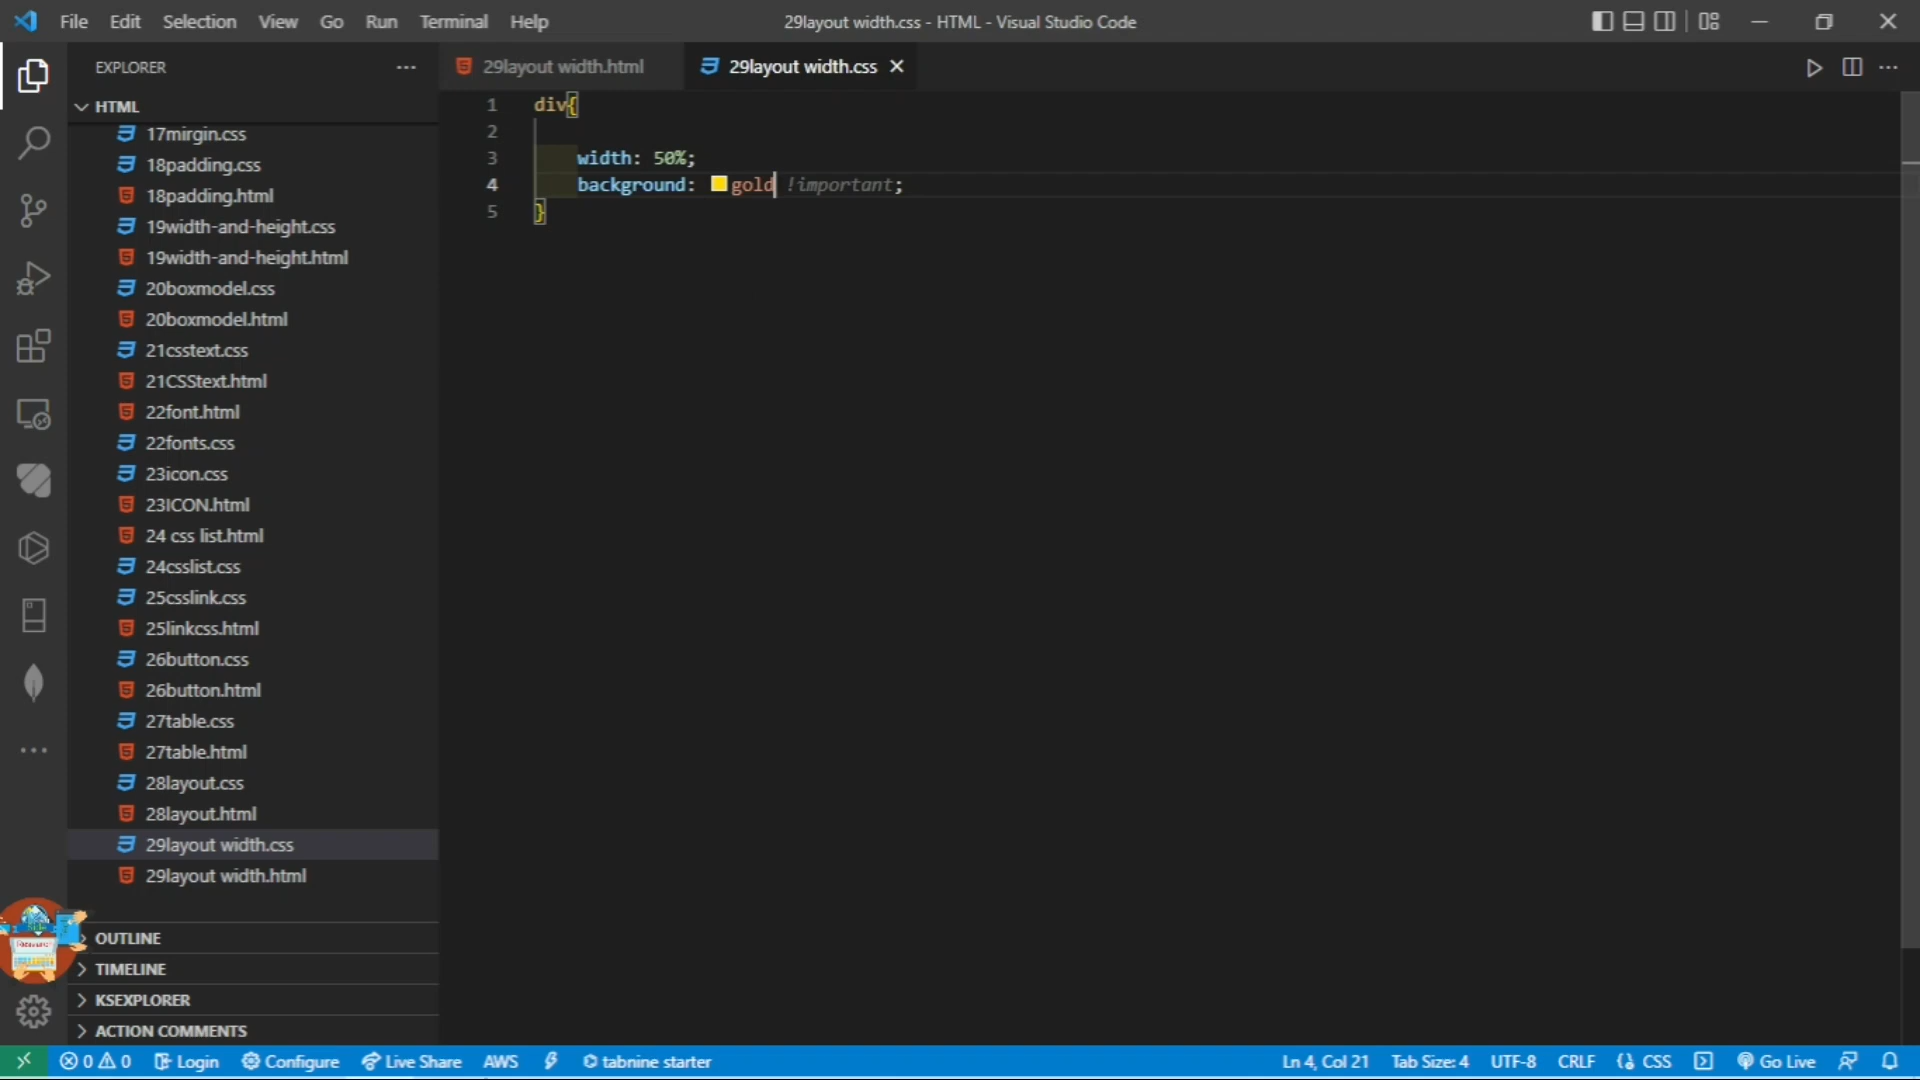 File Edit Selection View Go Run Terminal Help
29layout width.css - HTML - Visual Studio Code
EXPLORER
29layout width.html
29layout width.css
HTML
17mirgin.css
18padding.css
18padding.html
19width-and-height.css
19width-and-height.html
20boxmodel.css
20boxmodel.html
21csstext.css
21CSStext.html
22font.html
22fonts.css
23icon.css
23ICON.html
24 css list.html
24csslist.css
25csslink.css
25linkcss.html
26button.css
26button.html
27table.css
27table.html
28layout.css
28layout.html
29layout width.css
29layout width.html
OUTLINE
TIMELINE
KSEXPLORER
ACTION COMMENTS
1 div{
2
3 width: 50%;
4 background: gold !important;
5 }
0 0 Login Configure Live Share AWS tabnine starter
Ln 4, Col 21 Tab Size: 4 UTF-8 CRLF {} CSS Go Live